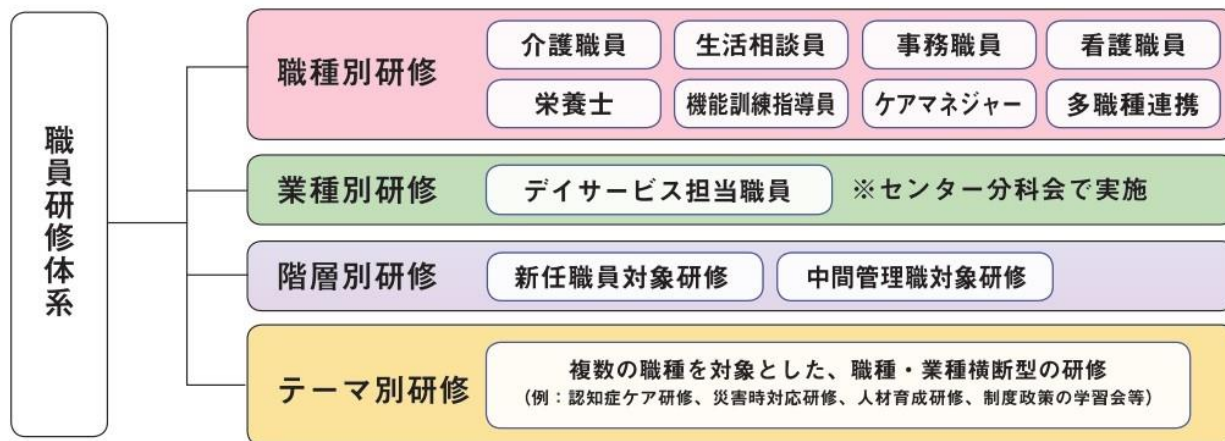 職員研修体系
職種別研修
介護職員
生活相談員
事務職員
看護職員
栄養士
機能訓練指導員
ケアマネジャー
多職種連携
業種別研修
デイサービス担当職員
※センター分科会で実施
階層別研修
新任職員対象研修
中間管理職対象研修
テーマ別研修
複数の職種を対象とした、職種・業種横断型の研修
(例：認知症ケア研修、災害時対応研修、人材育成研修、制度政策の学習会等)